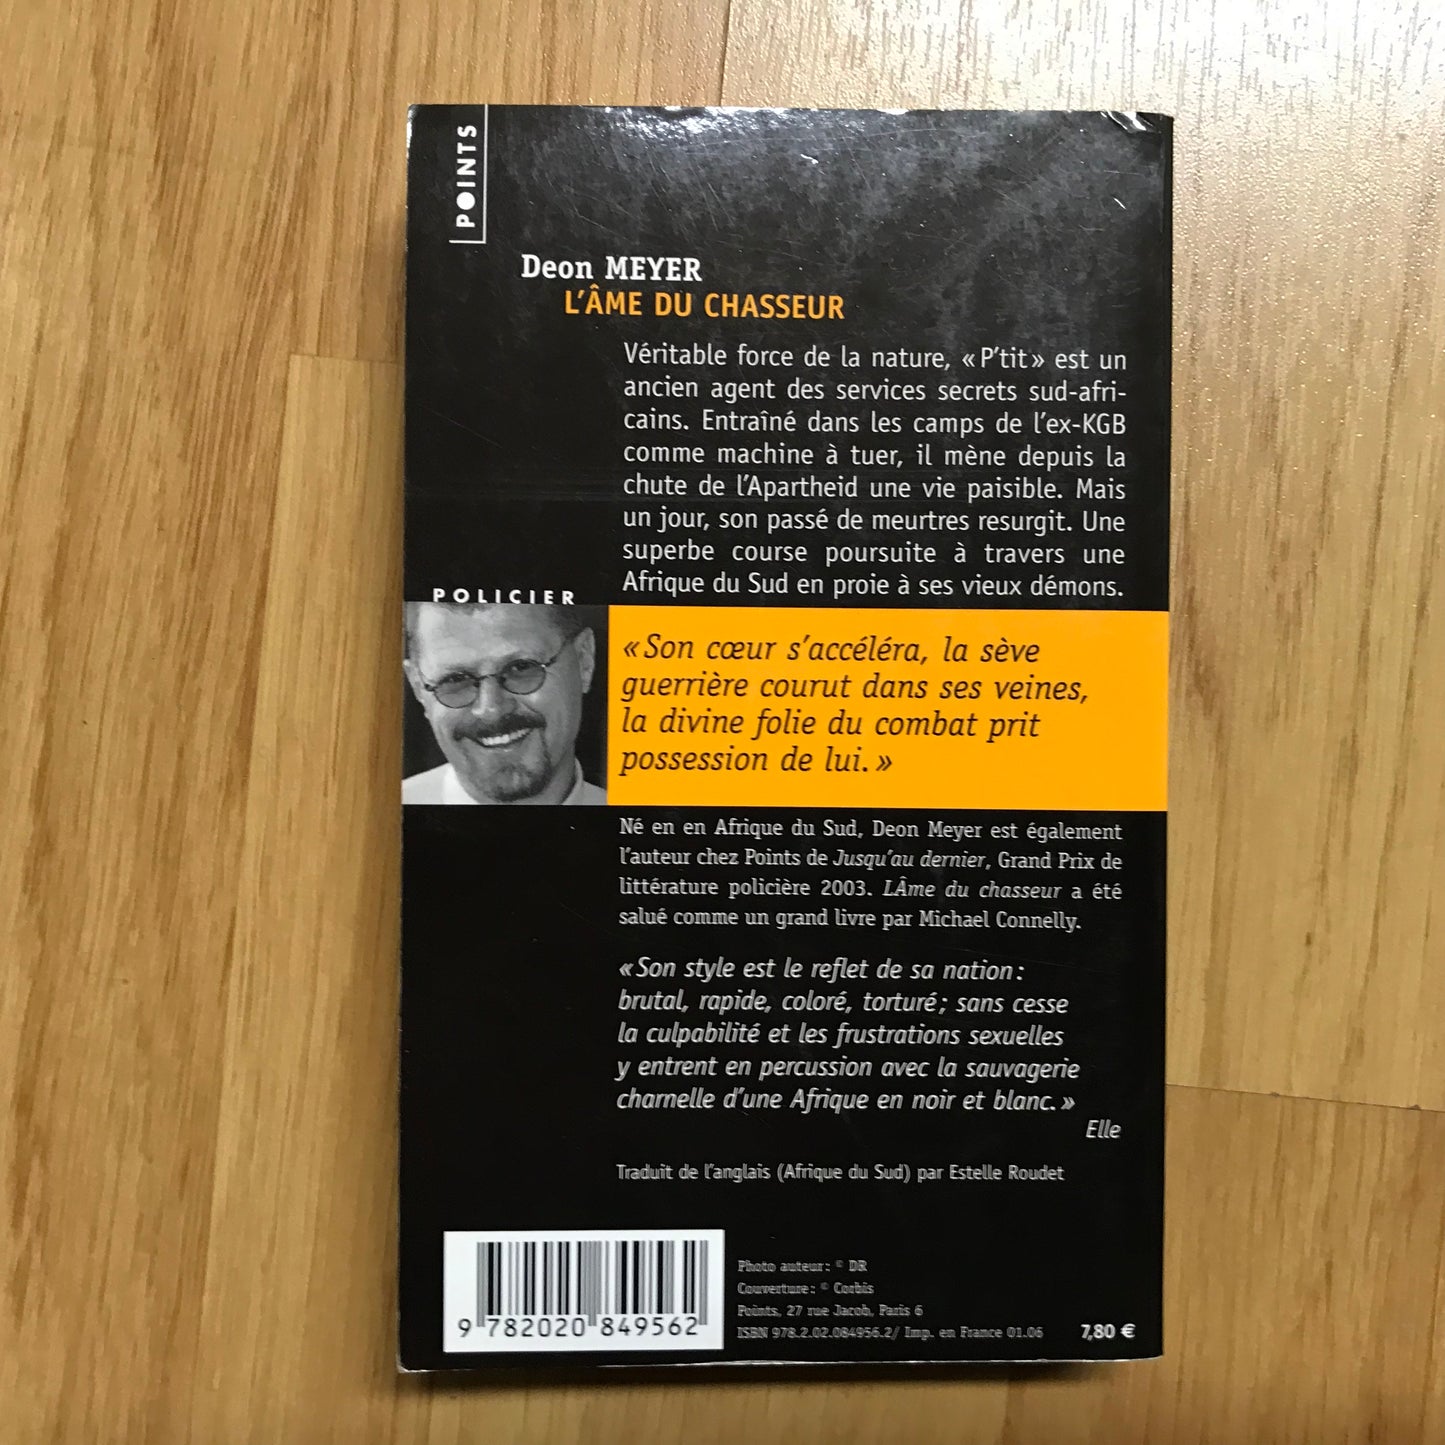 POINTS
Deon MEYER
L'ÂME DU CHASSEUR
Véritable force de la nature, « P'tit » est un
ancien agent des services secrets sud-afri-
cains. Entraîné dans les camps de l'ex-KGB
comme machine à tuer, il mène depuis la
chute de l'Apartheid une vie paisible. Mais
un jour, son passé de meurtres resurgit. Une
superbe course poursuite à travers une
Afrique du Sud en proie à ses vieux démons.
POLICIER
« Son cœur s'accéléra, la sève
guerrière courut dans ses veines,
la divine folie du combat prit
possession de lui. »
Né en en Afrique du Sud, Deon Meyer est également
l'auteur chez Points de Jusqu'au dernier, Grand Prix de
littérature policière 2003. LÂme du chasseur a été
salué comme un grand livre par Michael Connelly.
« Son style est le reflet de sa nation :
brutal, rapide, coloré, torturé ; sans cesse
la culpabilité et les frustrations sexuelles
y entrent en percussion avec la sauvagerie
charnelle d'une Afrique en noir et blanc. »
Elle
Traduit de l'anglais (Afrique du Sud) par Estelle Roudet
Photo auteur : © DR
Couverture : © Corbis
Points, 27 rue Jacob, Paris 6
ISBN 978.2.02.084956.2/ Imp. en France 01.06
7,80 €
9 782020 849562